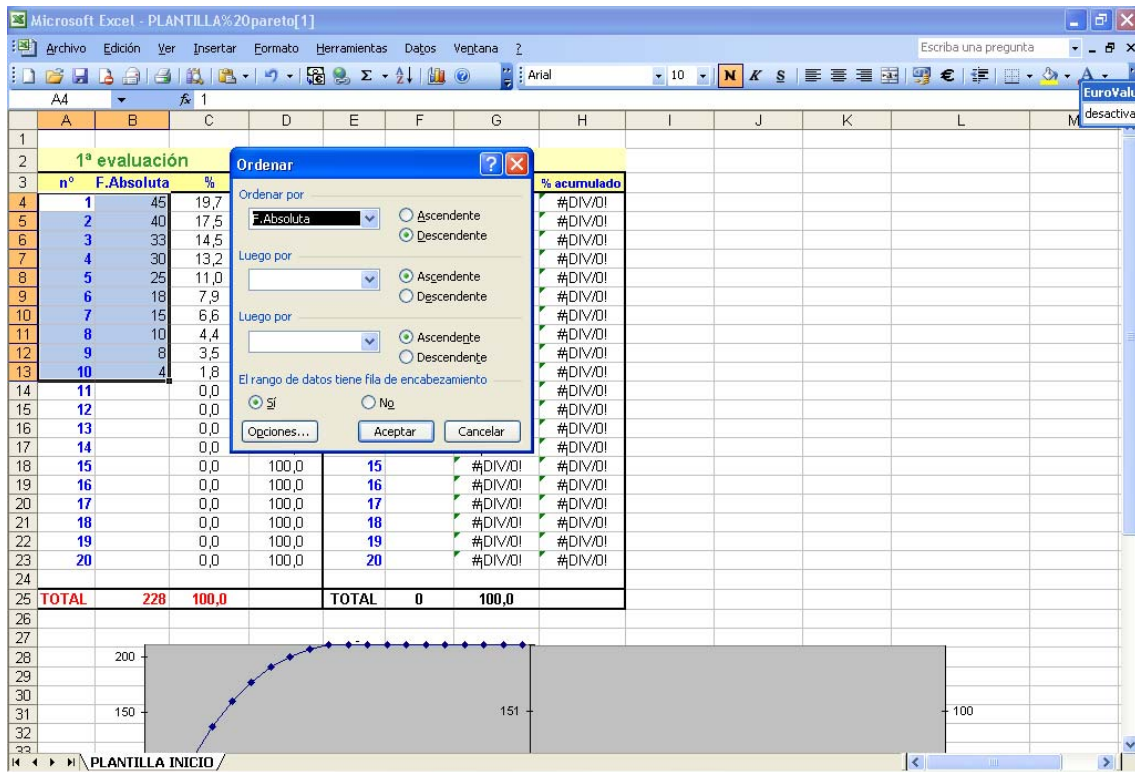 Microsoft Excel - PLANTILLA%20pareto[1]
Archivo Edición Ver Insertar Formato Herramientas Datos Ventana ? Escriba una pregunta
Arial 10 N K S €
EuroValu
desactiva
A4 fx 1
A B C D E F G H I J K L M
1
2 1ª evaluación
3 nº F.Absoluta % % acumulado
4 1 45 19,7 #¡DIV/0!
5 2 40 17,5 #¡DIV/0!
6 3 33 14,5 #¡DIV/0!
7 4 30 13,2 #¡DIV/0!
8 5 25 11,0 #¡DIV/0!
9 6 18 7,9 #¡DIV/0!
10 7 15 6,6 #¡DIV/0!
11 8 10 4,4 #¡DIV/0!
12 9 8 3,5 #¡DIV/0!
13 10 4 1,8 #¡DIV/0!
14 11 0,0 #¡DIV/0!
15 12 0,0 #¡DIV/0!
16 13 0,0 #¡DIV/0!
17 14 0,0 #¡DIV/0!
18 15 0,0 100,0 15 #¡DIV/0! #¡DIV/0!
19 16 0,0 100,0 16 #¡DIV/0! #¡DIV/0!
20 17 0,0 100,0 17 #¡DIV/0! #¡DIV/0!
21 18 0,0 100,0 18 #¡DIV/0! #¡DIV/0!
22 19 0,0 100,0 19 #¡DIV/0! #¡DIV/0!
23 20 0,0 100,0 20 #¡DIV/0! #¡DIV/0!
24
25 TOTAL 228 100,0 TOTAL 0 100,0
26
27
28
29
30
31
32
33
200
150 151 100
Ordenar
Ordenar por
F.Absoluta
Ascendente
Descendente
Luego por
Ascendente
Descendente
Luego por
Ascendente
Descendente
El rango de datos tiene fila de encabezamiento
Sí No
Opciones... Aceptar Cancelar
PLANTILLA INICIO